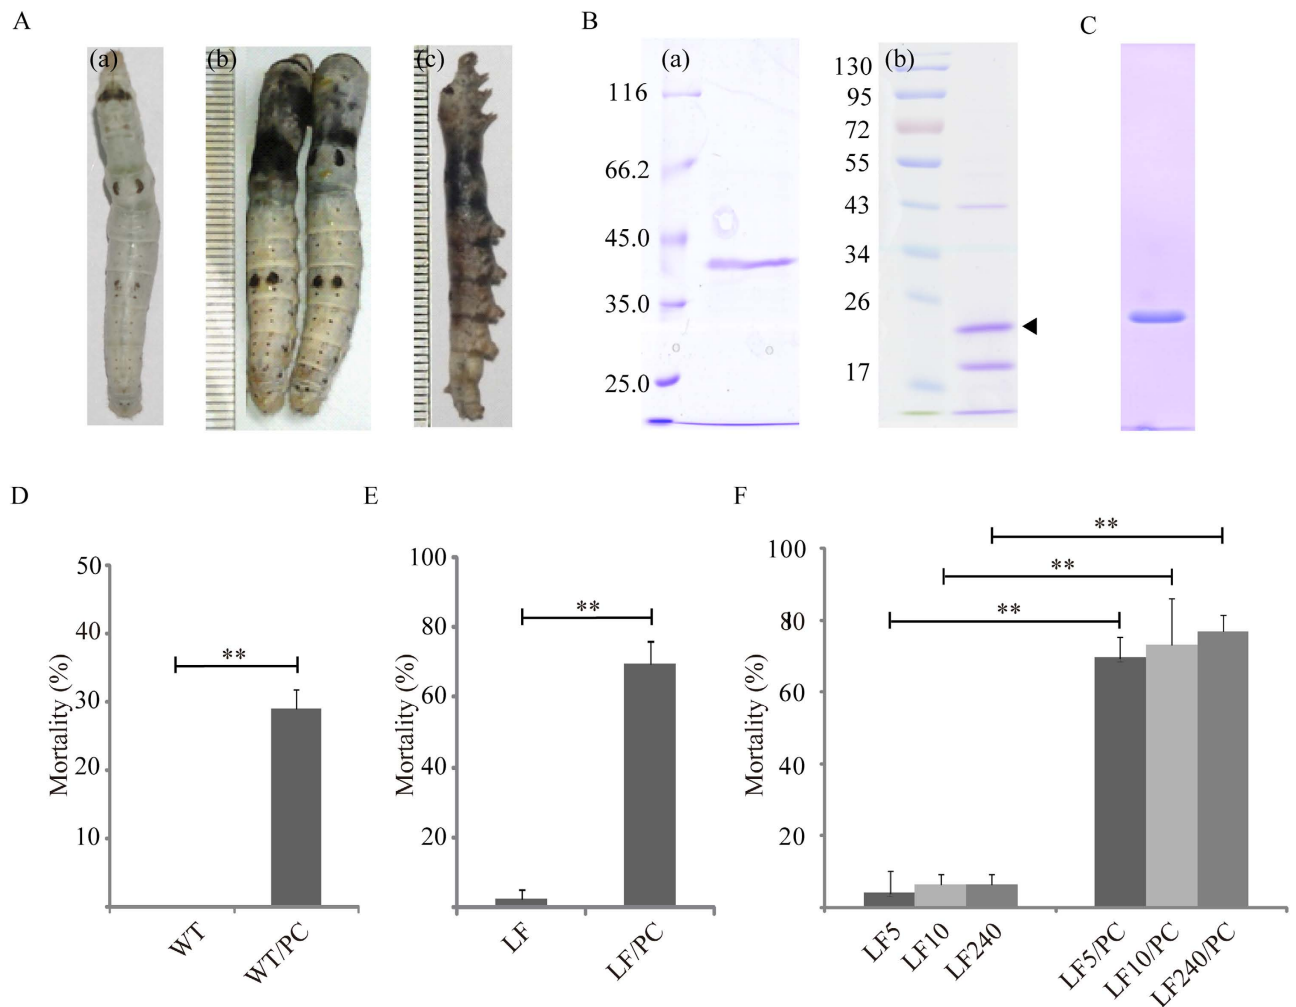 A
B
C
(a)
(b)
(c)
(a)
(b)
116
66.2
45.0
35.0
25.0
130
95
72
55
43
34
26
17
D
E
F
Mortality (%)
50
40
30
20
10
**
WT
WT/PC
Mortality (%)
100
80
60
40
20
**
LF
LF/PC
Mortality (%)
100
80
60
40
20
**
**
**
LF5
LF10
LF240
LF5/PC
LF10/PC
LF240/PC